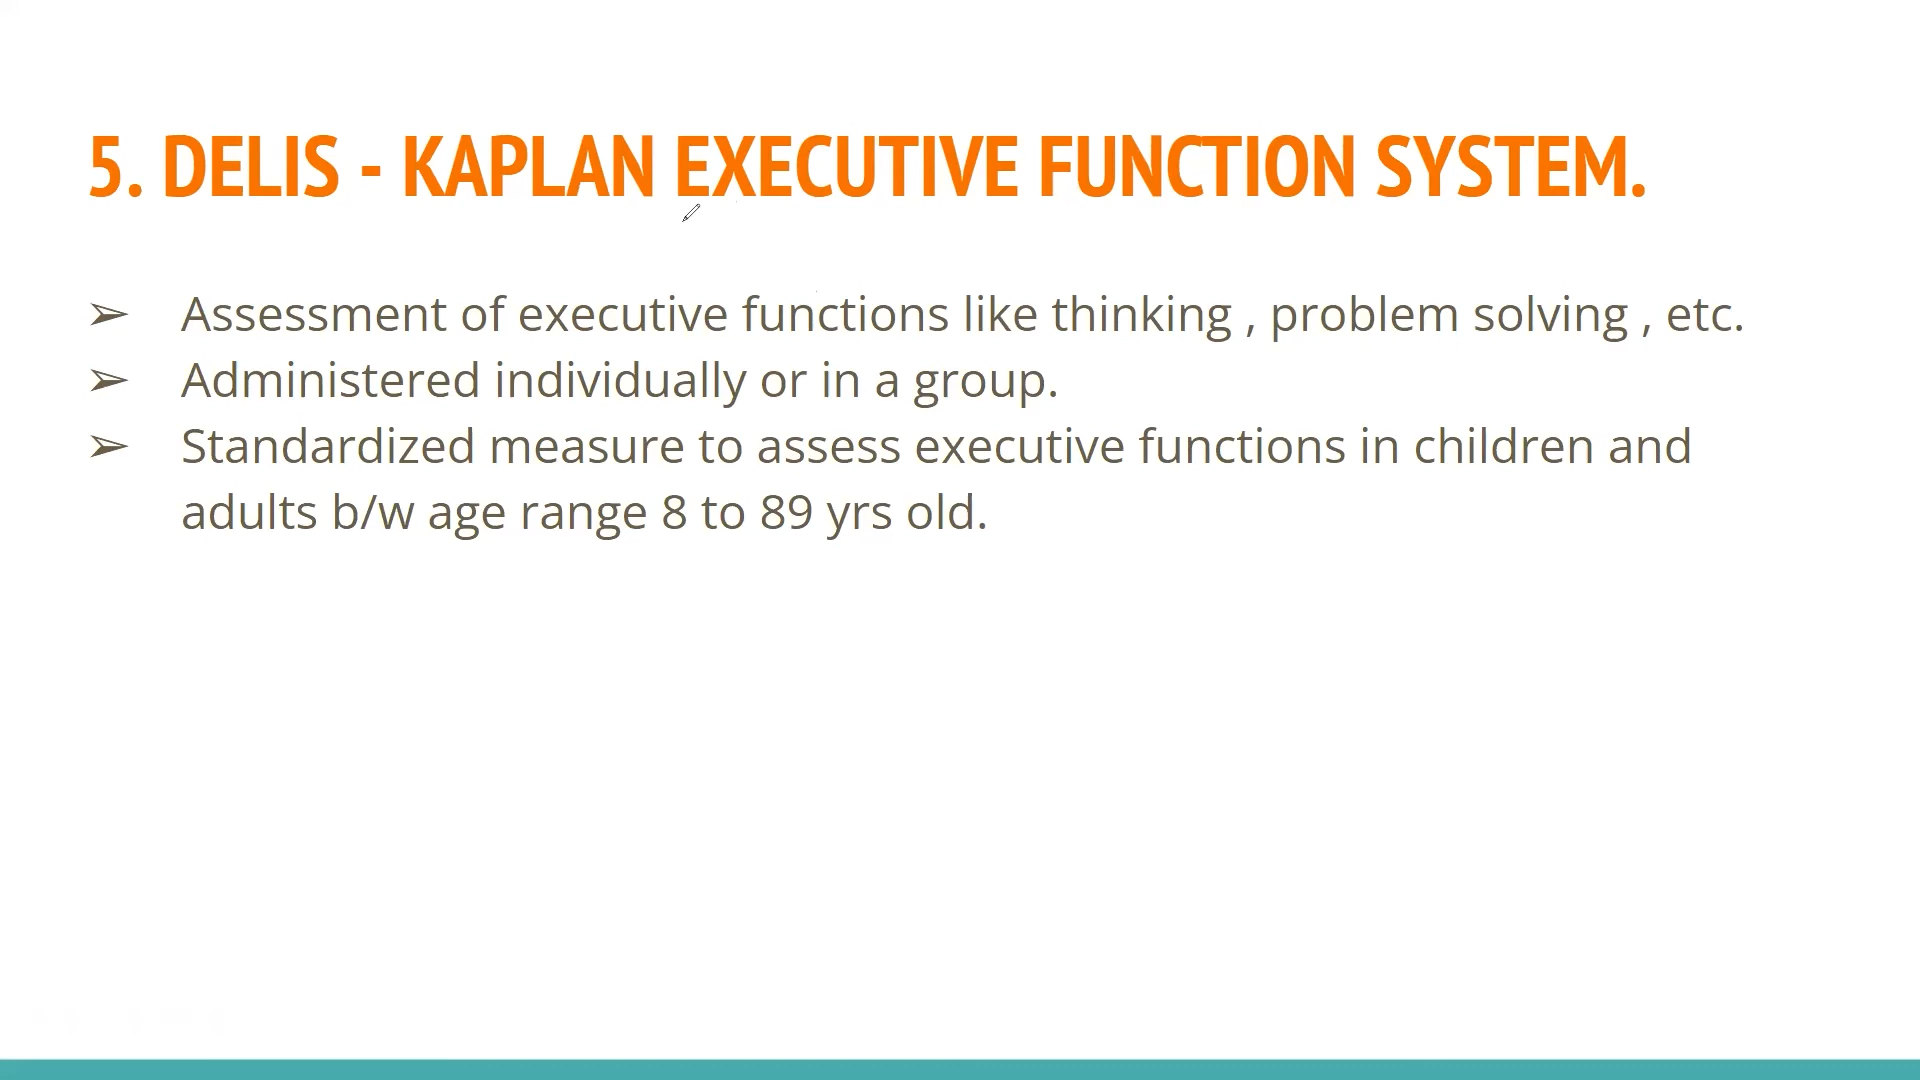 5. DELIS - KAPLAN EXECUTIVE FUNCTION SYSTEM.
➢ Assessment of executive functions like thinking , problem solving , etc.
➢ Administered individually or in a group.
➢ Standardized measure to assess executive functions in children and
adults b/w age range 8 to 89 yrs old.